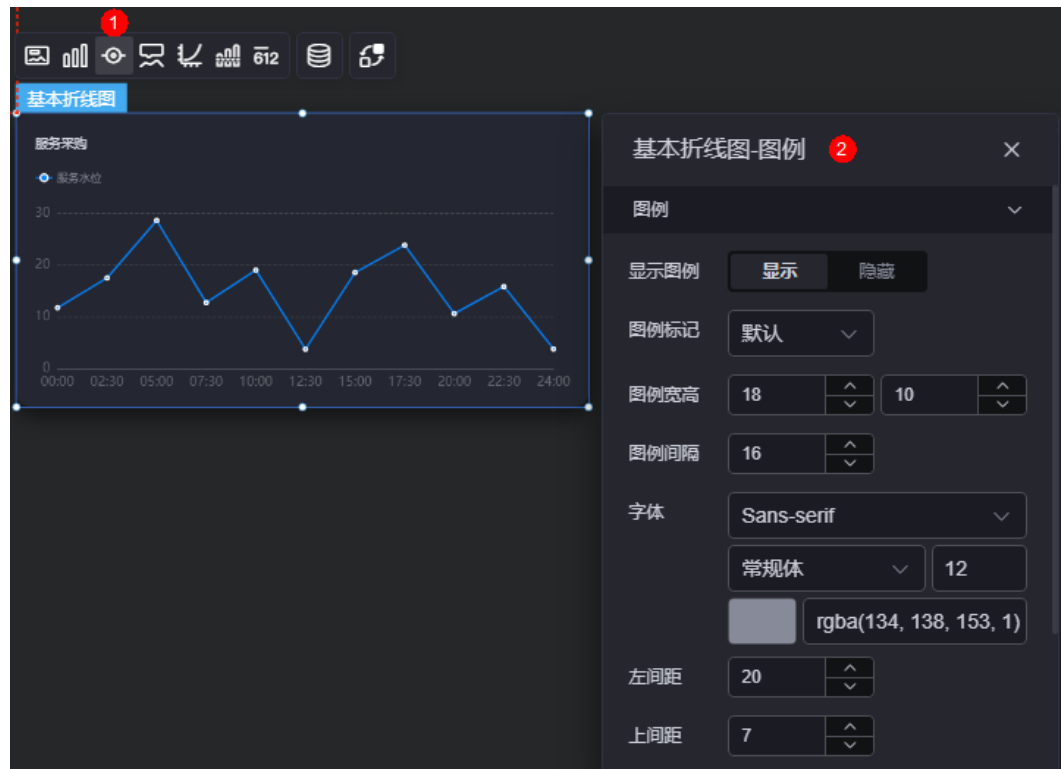 1
612
基本折线图
服务采购
服务水位
30
20
10
0
00:00 02:30 05:00 07:30 10:00 12:30 15:00 17:30 20:00 22:30 24:00
基本折线图-图例 2
图例
显示图例 显示 隐藏
图例标记 默认
图例宽高 18 10
图例间隔 16
字体 Sans-serif
常规体 12
rgba(134, 138, 153, 1)
左间距 20
上间距 7